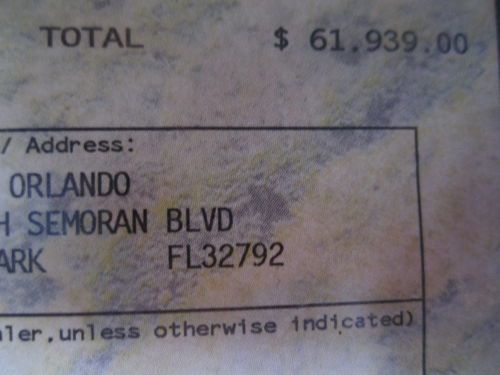 TOTAL $ 61,939.00
/ Address:
ORLANDO
H SEMORAN BLVD
ARK FL32792
ler,unless otherwise indicated)